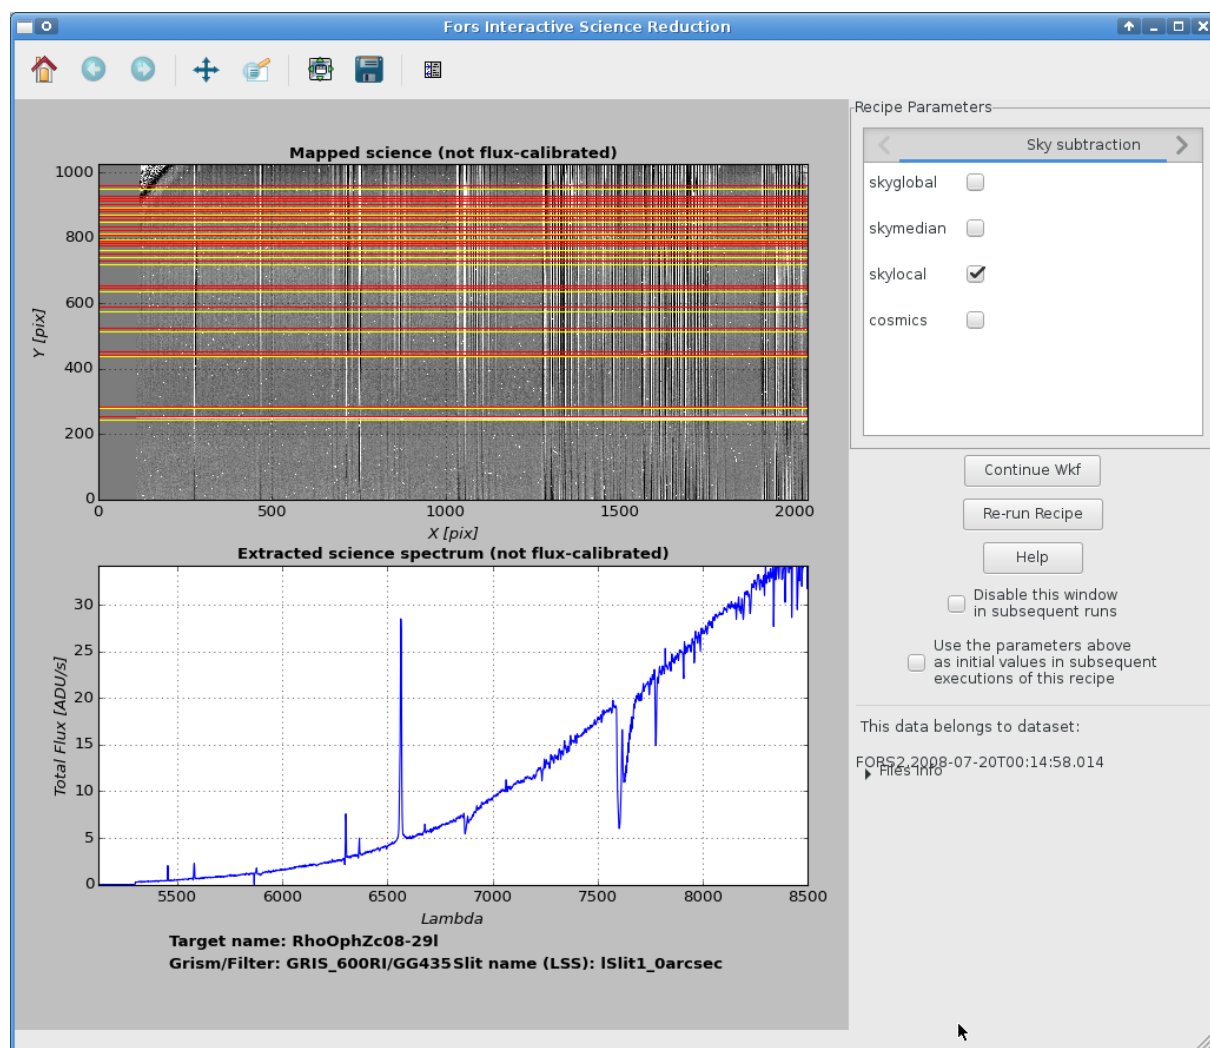 Fors Interactive Science Reduction
Recipe Parameters
Sky subtraction
skyglobal
skymedian
skylocal
cosmics
Continue Wkf
Re-run Recipe
Help
Disable this window
in subsequent runs
Use the parameters above
as initial values in subsequent
executions of this recipe
This data belongs to dataset:
FORS2.2008-07-20T00:14:58.014
Files info
Mapped science (not flux-calibrated)
1000
800
600
400
200
0
Y [pix]
0 500 1000 1500 2000
X [pix]
Extracted science spectrum (not flux-calibrated)
30
25
20
15
10
5
0
Total Flux [ADU/s]
5500 6000 6500 7000 7500 8000 8500
Lambda
Target name: RhoOphZc08-29l
Grism/Filter: GRIS_600RI/GG435 Slit name (LSS): lSlit1_0arcsec